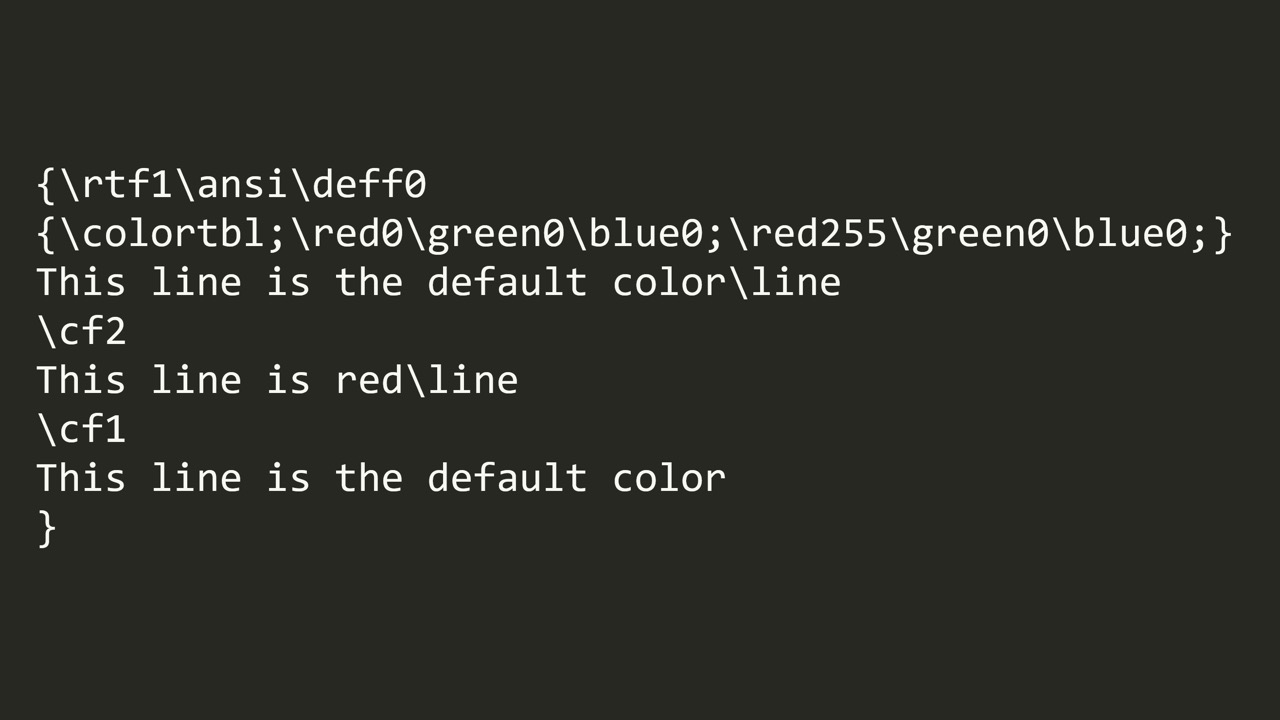 {\rtf1\ansi\deff0
{\colortbl;\red0\green0\blue0;\red255\green0\blue0;}
This line is the default color\line
\cf2
This line is red\line
\cf1
This line is the default color
}